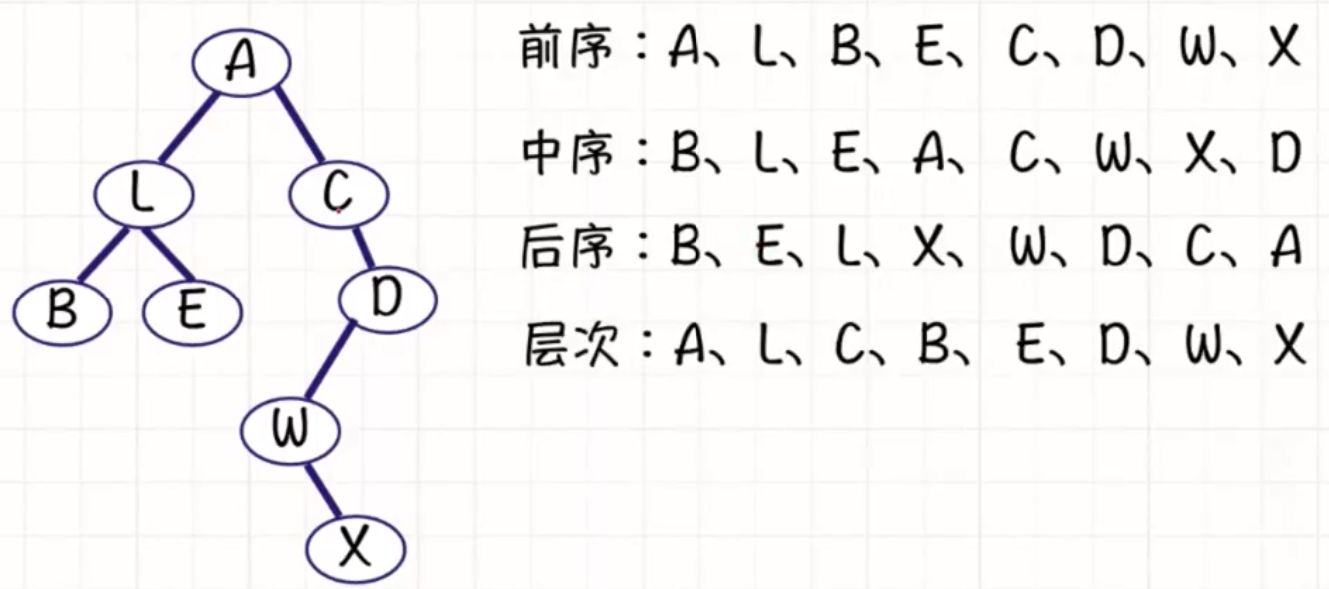 A
L
C
B
E
D
W
X
前序：A、L、B、E、C、D、W、X
中序：B、L、E、A、C、W、X、D
后序：B、E、L、X、W、D、C、A
层次：A、L、C、B、E、D、W、X